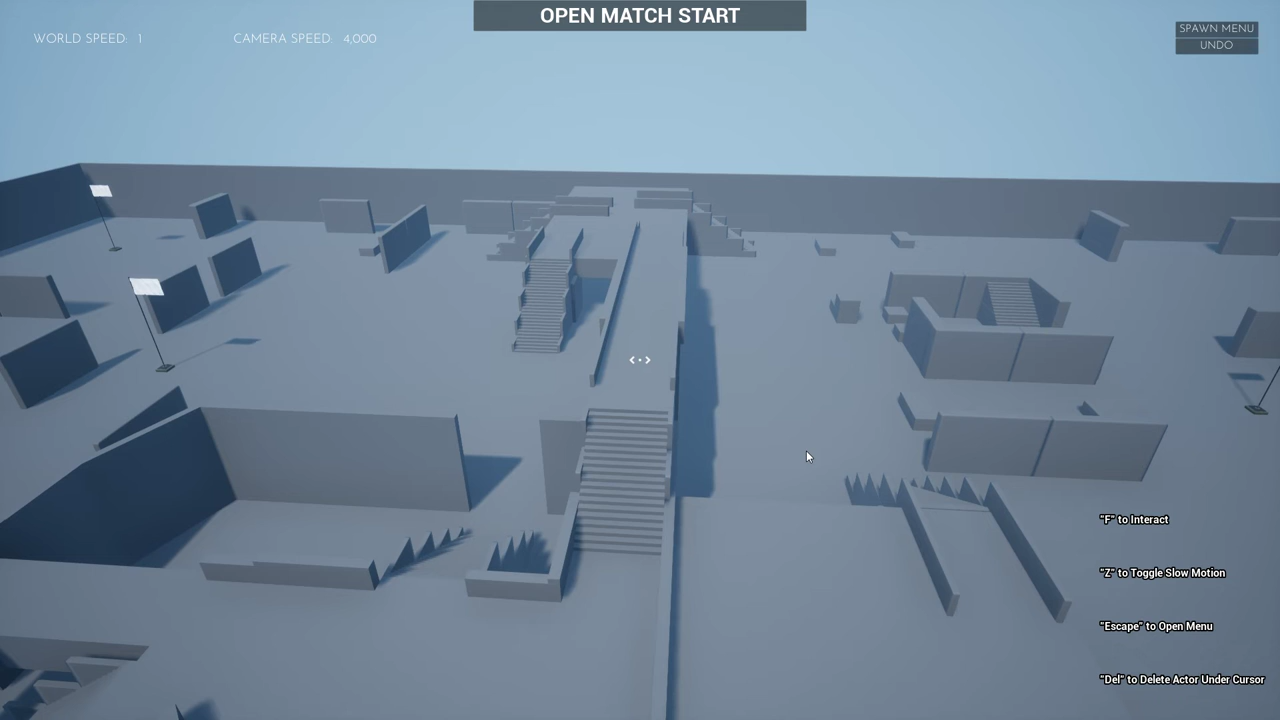 OPEN MATCH START
WORLD SPEED: 1
CAMERA SPEED: 4,000
SPAWN MENU
UNDO
"F" to Interact
"Z" to Toggle Slow Motion
"Escape" to Open Menu
"Del" to Delete Actor Under Cursor